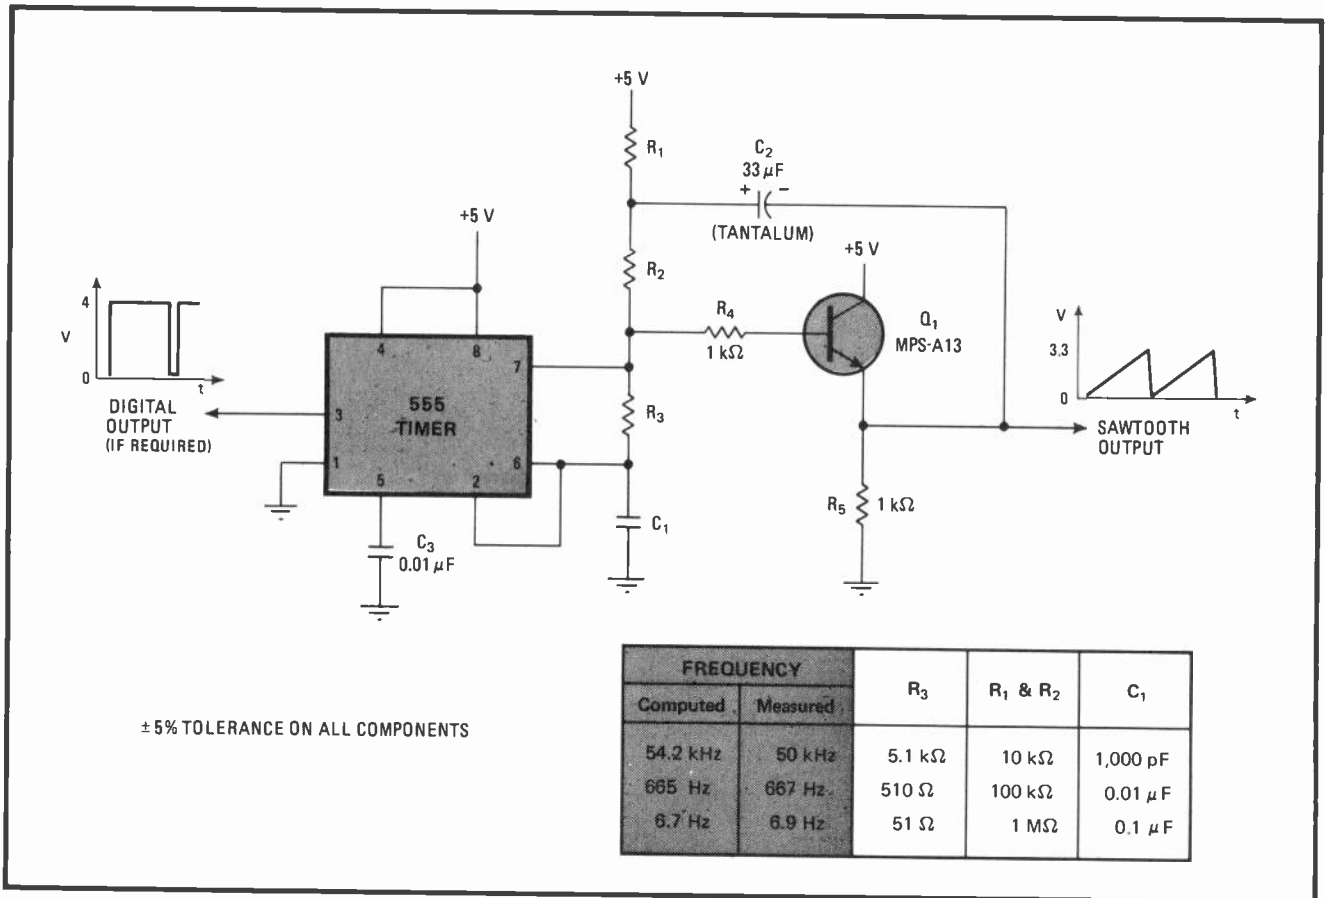 +5 V
R1
C2
33 µF
+ −
(TANTALUM)
+5 V
+5 V
R2
4
V
0
t
DIGITAL
OUTPUT
(IF REQUIRED)
4
8
7
3
555
TIMER
1
5
2
6
R4
1 kΩ
Q1
MPS-A13
R3
V
3.3
0
t
SAWTOOTH
OUTPUT
C3
0.01 µF
C1
R5
1 kΩ
± 5% TOLERANCE ON ALL COMPONENTS
FREQUENCY R3 R1 & R2 C1
Computed Measured
54.2 kHz 50 kHz 5.1 kΩ 10 kΩ 1,000 pF
665 Hz 667 Hz 510 Ω 100 kΩ 0.01 µF
6.7 Hz 6.9 Hz 51 Ω 1 MΩ 0.1 µF